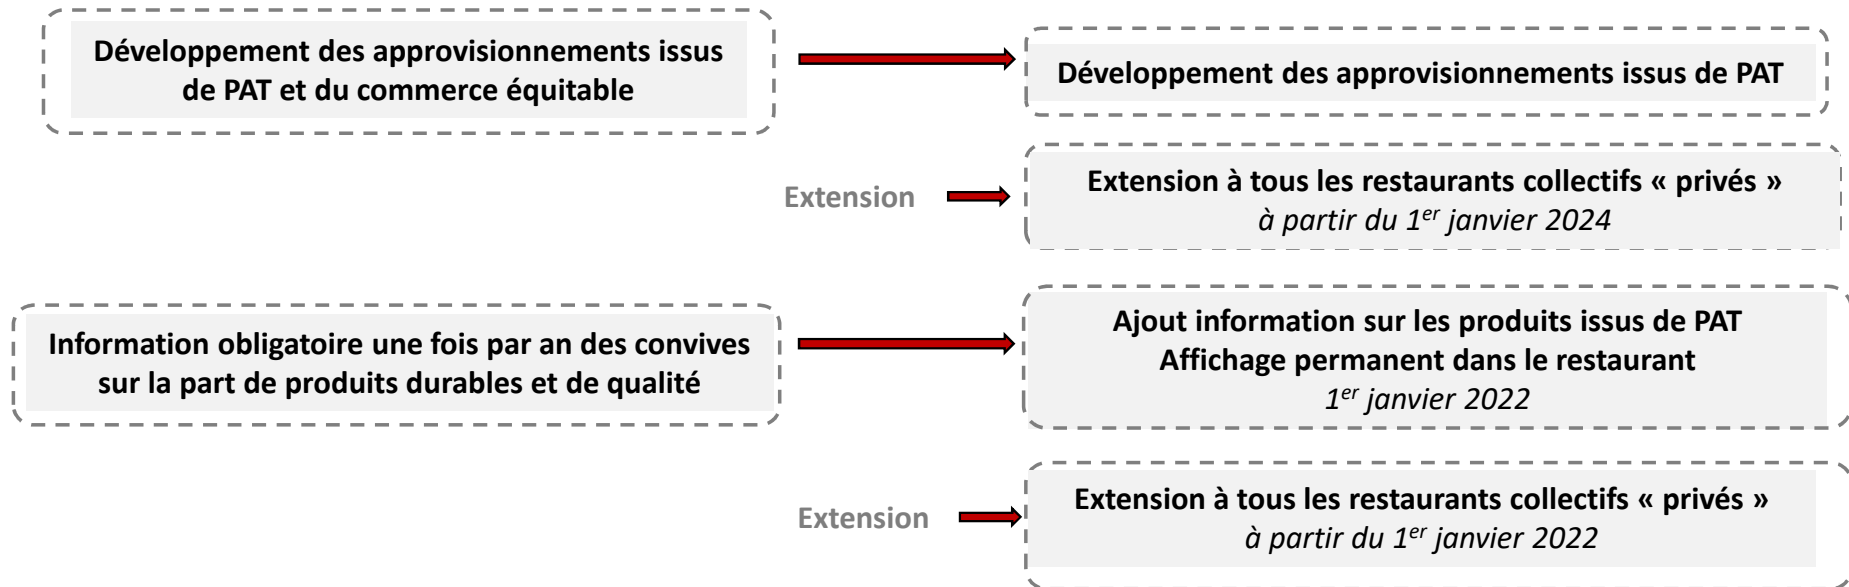 Développement des approvisionnements issus
de PAT et du commerce équitable
Développement des approvisionnements issus de PAT
Extension
Extension à tous les restaurants collectifs « privés »
à partir du 1er janvier 2024
Information obligatoire une fois par an des convives
sur la part de produits durables et de qualité
Ajout information sur les produits issus de PAT
Affichage permanent dans le restaurant
1er janvier 2022
Extension
Extension à tous les restaurants collectifs « privés »
à partir du 1er janvier 2022